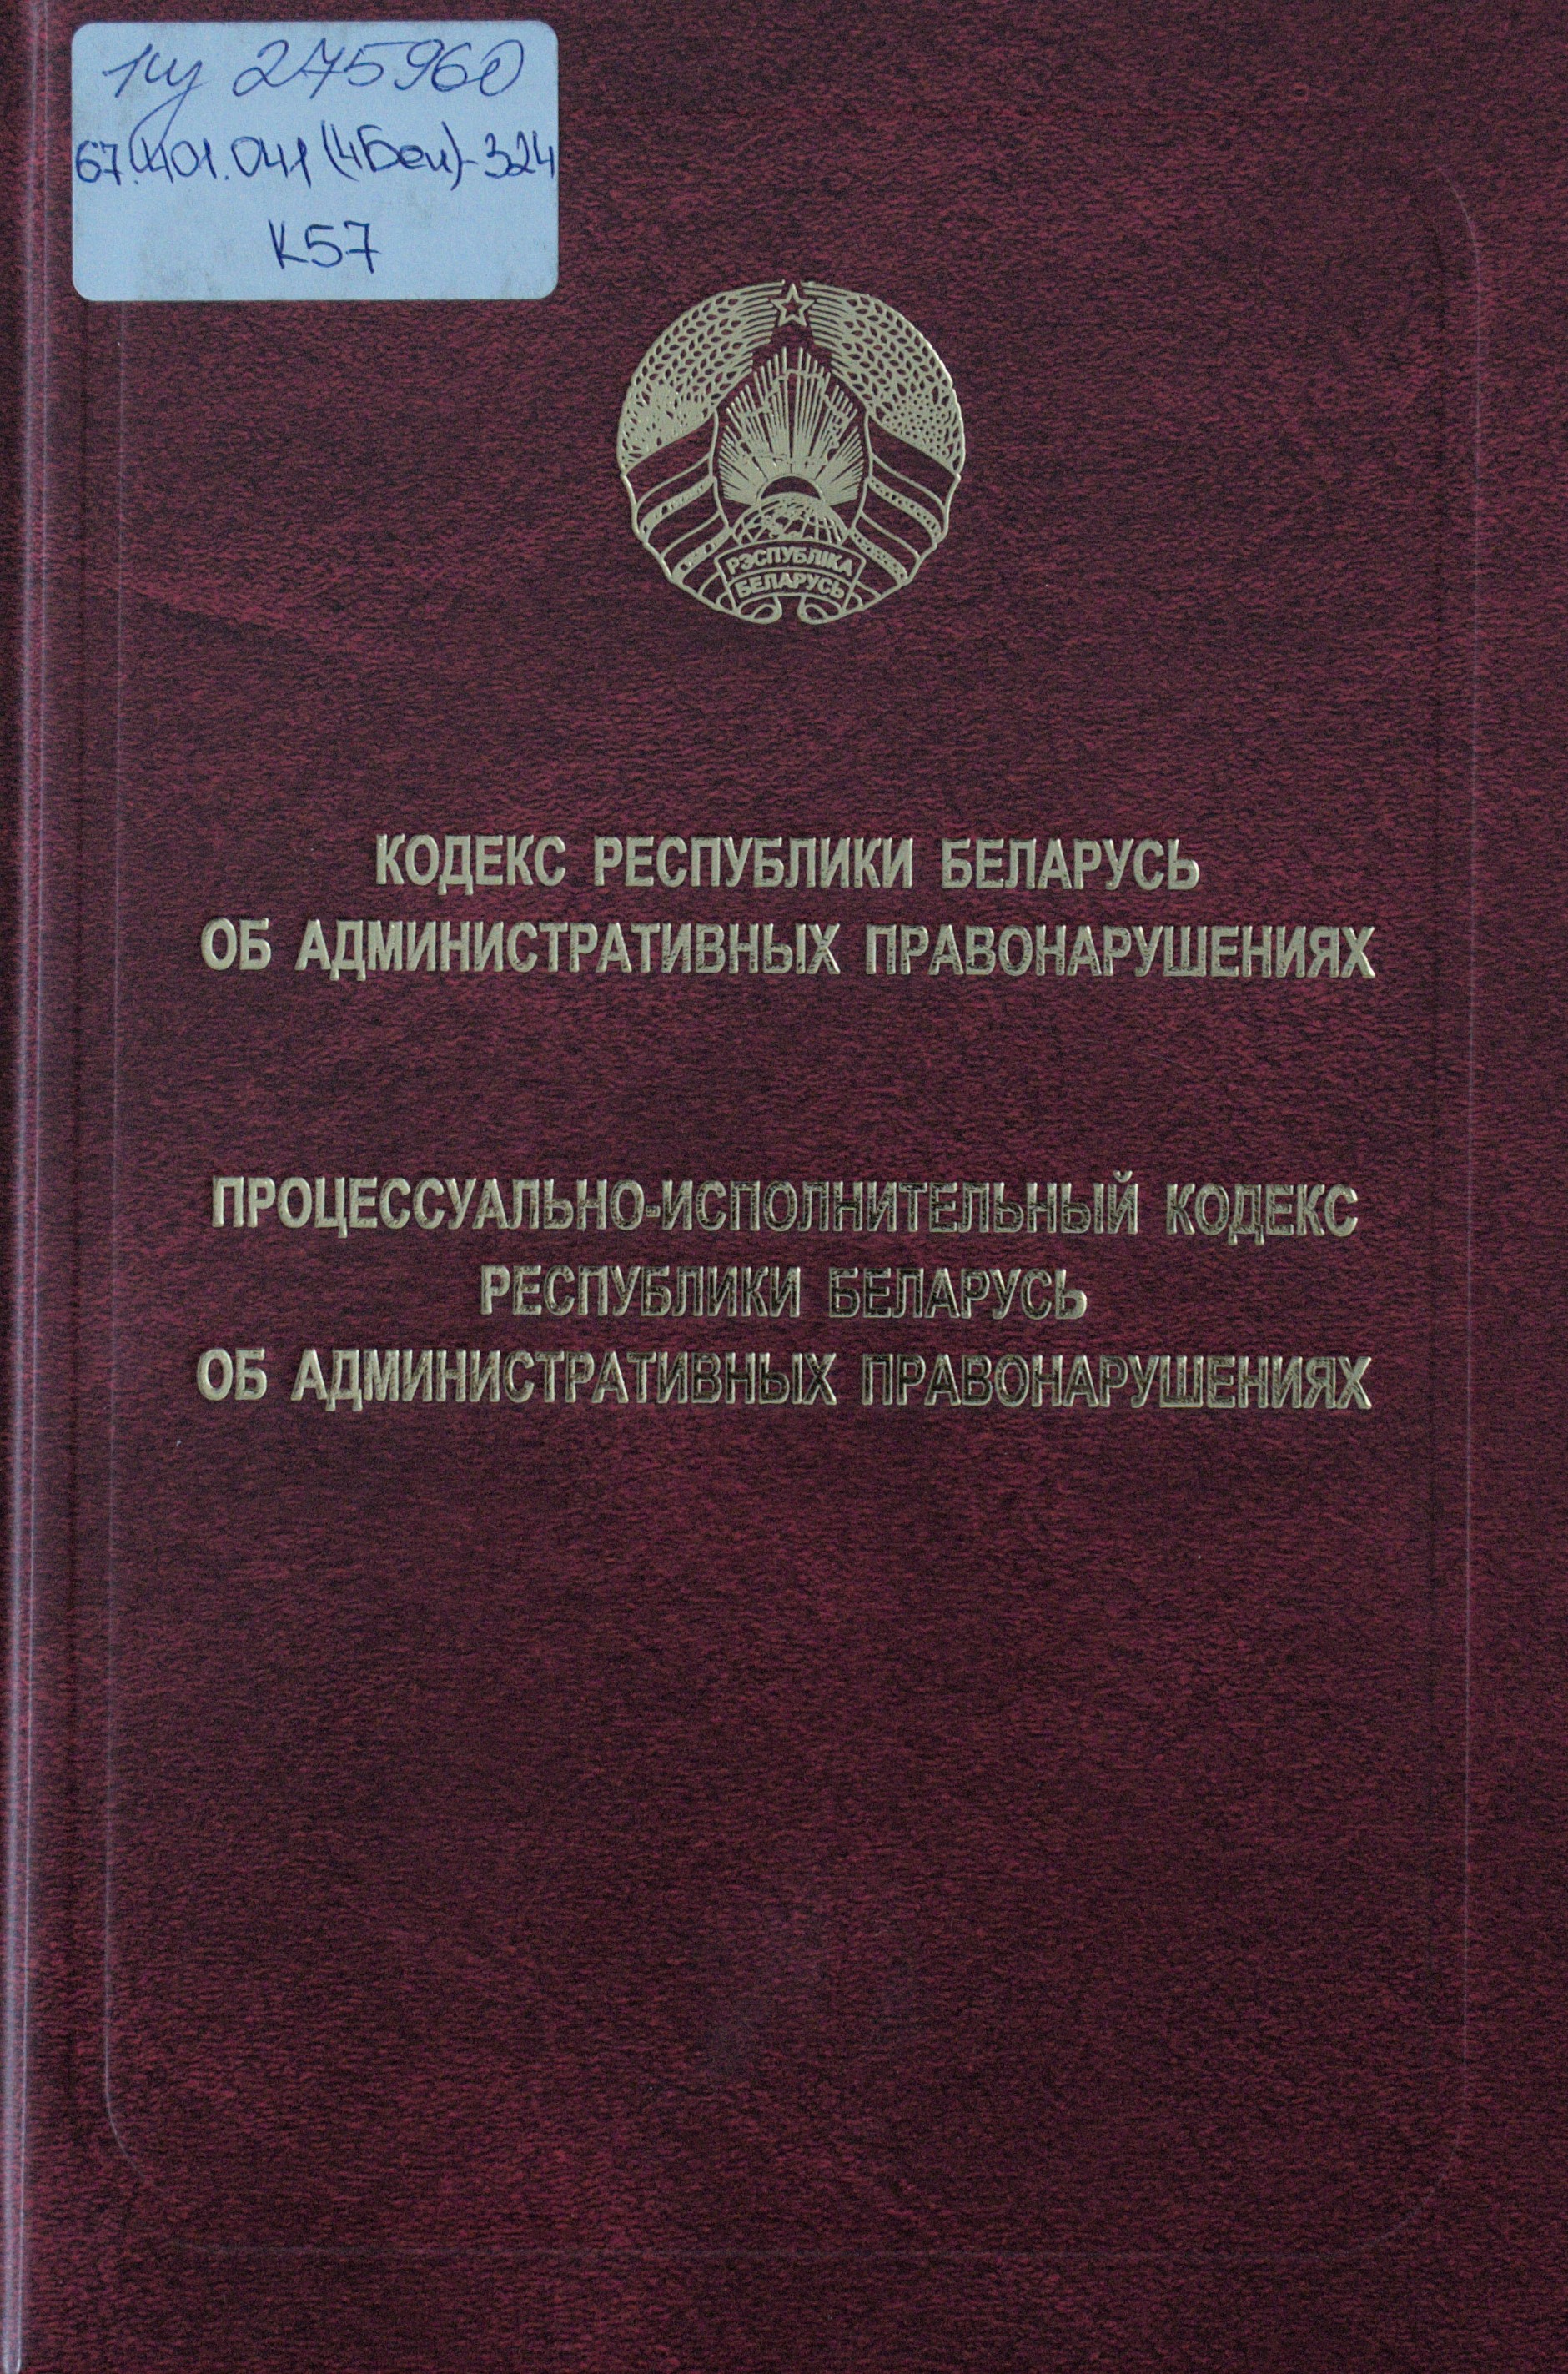 ку 275960
67.401.041(4Беи)-324
К57
РЭСПУБЛІКА
БЕЛАРУСЬ
КОДЕКС РЕСПУБЛИКИ БЕЛАРУСЬ
ОБ АДМИНИСТРАТИВНЫХ ПРАВОНАРУШЕНИЯХ
ПРОЦЕССУАЛЬНО-ИСПОЛНИТЕЛЬНЫЙ КОДЕКС
РЕСПУБЛИКИ БЕЛАРУСЬ
ОБ АДМИНИСТРАТИВНЫХ ПРАВОНАРУШЕНИЯХ